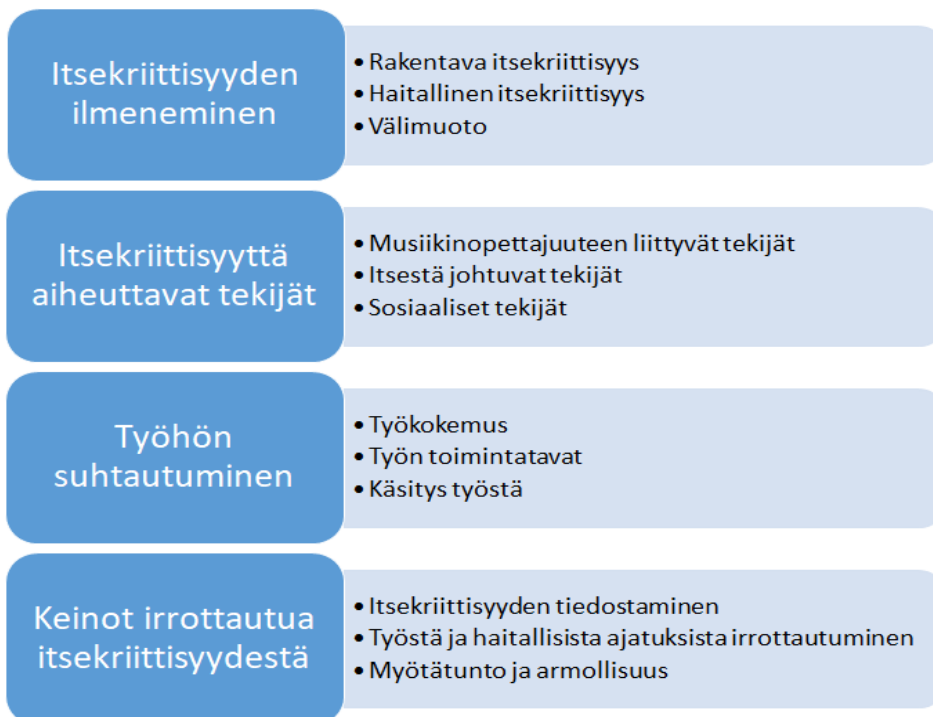 Itsekriittisyyden
ilmeneminen
• Rakentava itsekriittisyys
• Haitallinen itsekriittisyys
• Välimuoto
Itsekriittisyyttä
aiheuttavat tekijät
• Musiikinopettajuuteen liittyvät tekijät
• Itsestä johtuvat tekijät
• Sosiaaliset tekijät
Työhön
suhtautuminen
• Työkokemus
• Työn toimintatavat
• Käsitys työstä
Keinot irrottautua
itsekriittisyydestä
• Itsekriittisyyden tiedostaminen
• Työstä ja haitallisista ajatuksista irrottautuminen
• Myötätunto ja armollisuus